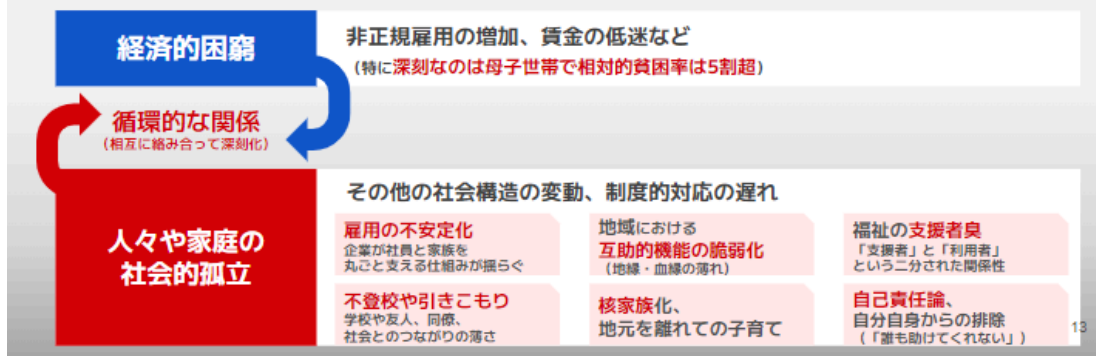 経済的困窮
非正規雇用の増加、賃金の低迷など
(特に深刻なのは母子世帯で相対的貧困率は5割超)
循環的な関係
(相互に絡み合って深刻化)
人々や家庭の
社会的孤立
その他の社会構造の変動、制度的対応の遅れ
雇用の不安定化
企業が社員と家族を
丸ごと支える仕組みが揺らぐ
地域における
互助的機能の脆弱化
(地縁・血縁の薄れ)
福祉の支援者臭
「支援者」と「利用者」
という二分された関係性
不登校や引きこもり
学校や友人、同僚、
社会とのつながりの薄さ
核家族化、
地元を離れての子育て
自己責任論、
自分自身からの排除
(「誰も助けてくれない」)
13